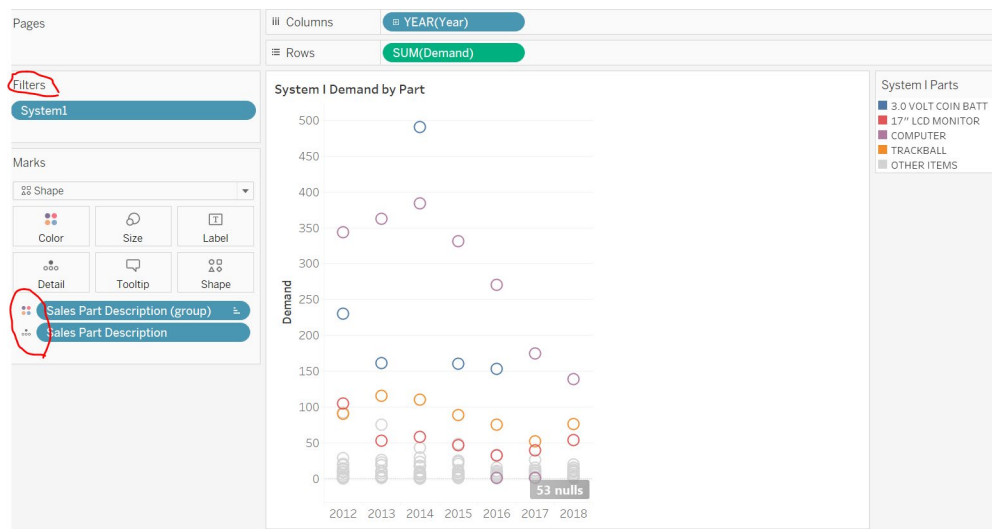 Pages
iii Columns
YEAR(Year)
Rows
SUM(Demand)
Filters
System1
Marks
Shape
Color
Size
Label
Detail
Tooltip
Shape
Sales Part Description (group)
Sales Part Description
System I Demand by Part
500
450
400
350
300
250
200
150
100
50
0
Demand
53 nulls
2012 2013 2014 2015 2016 2017 2018
System I Parts
3.0 VOLT COIN BATT
17" LCD MONITOR
COMPUTER
TRACKBALL
OTHER ITEMS